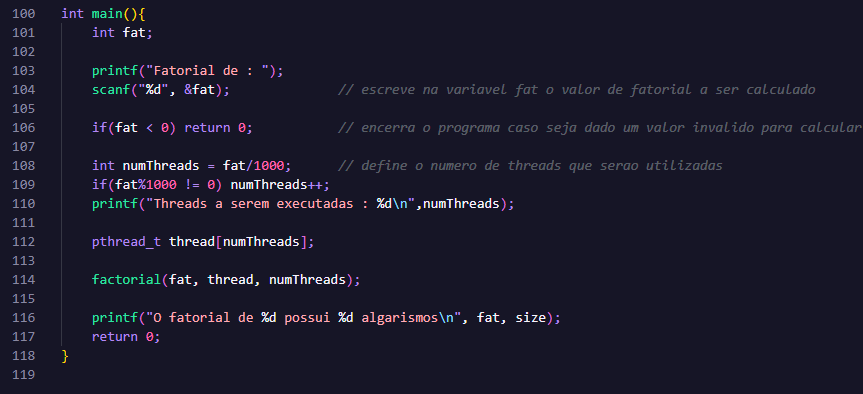 100 int main(){
101 int fat;
102
103 printf("Fatorial de : ");
104 scanf("%d", &fat); // escreve na variavel fat o valor de fatorial a ser calculado
105
106 if(fat < 0) return 0; // encerra o programa caso seja dado um valor invalido para calcular
107
108 int numThreads = fat/1000; // define o numero de threads que serao utilizadas
109 if(fat%1000 != 0) numThreads++;
110 printf("Threads a serem executadas : %d\n",numThreads);
111
112 pthread_t thread[numThreads];
113
114 factorial(fat, thread, numThreads);
115
116 printf("O fatorial de %d possui %d algarismos\n", fat, size);
117 return 0;
118 }
119